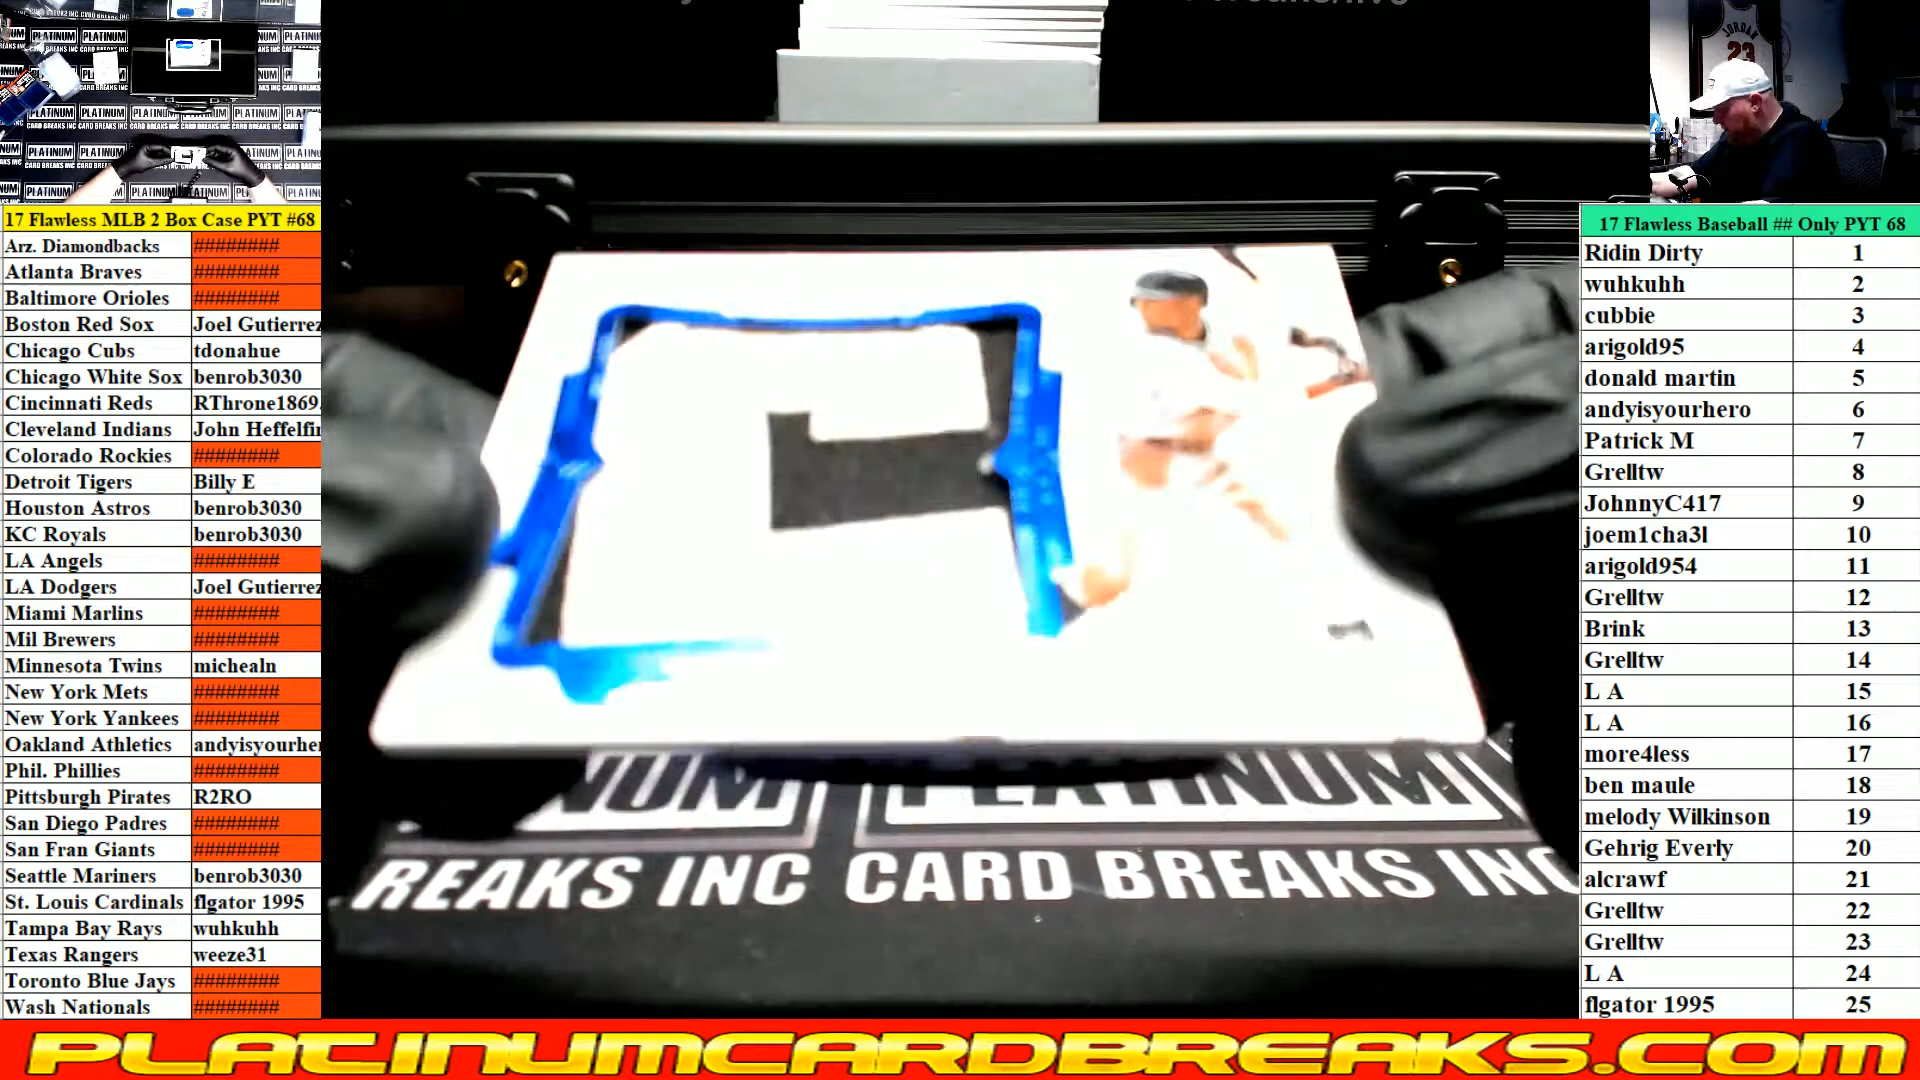 17 Flawless MLB 2 Box Case PYT #68
Arz. Diamondbacks ########
Atlanta Braves ########
Baltimore Orioles ########
Boston Red Sox Joel Gutierrez
Chicago Cubs tdonahue
Chicago White Sox benrob3030
Cincinnati Reds RThrone1869
Cleveland Indians John Heffelfin
Colorado Rockies ########
Detroit Tigers Billy E
Houston Astros benrob3030
KC Royals benrob3030
LA Angels ########
LA Dodgers Joel Gutierrez
Miami Marlins ########
Mil Brewers ########
Minnesota Twins michealn
New York Mets ########
New York Yankees ########
Oakland Athletics andyisyourhe
Phil. Phillies ########
Pittsburgh Pirates R2RO
San Diego Padres ########
San Fran Giants ########
Seattle Mariners benrob3030
St. Louis Cardinals flgator 1995
Tampa Bay Rays wuhkuhh
Texas Rangers weeze31
Toronto Blue Jays ########
Wash Nationals ########
JORDAN
23
NUM PLATINUM
REAKS INC CARD BREAKS INC
17 Flawless Baseball ## Only PYT 68
Ridin Dirty 1
wuhkuhh 2
cubbie 3
arigold95 4
donald martin 5
andyisyourhero 6
Patrick M 7
Grelltw 8
JohnnyC417 9
joem1cha3l 10
arigold954 11
Grelltw 12
Brink 13
Grelltw 14
L A 15
L A 16
more4less 17
ben maule 18
melody Wilkinson 19
Gehrig Everly 20
alcrawf 21
Grelltw 22
Grelltw 23
L A 24
flgator 1995 25
PLATINUMCARDBREAKS.COM